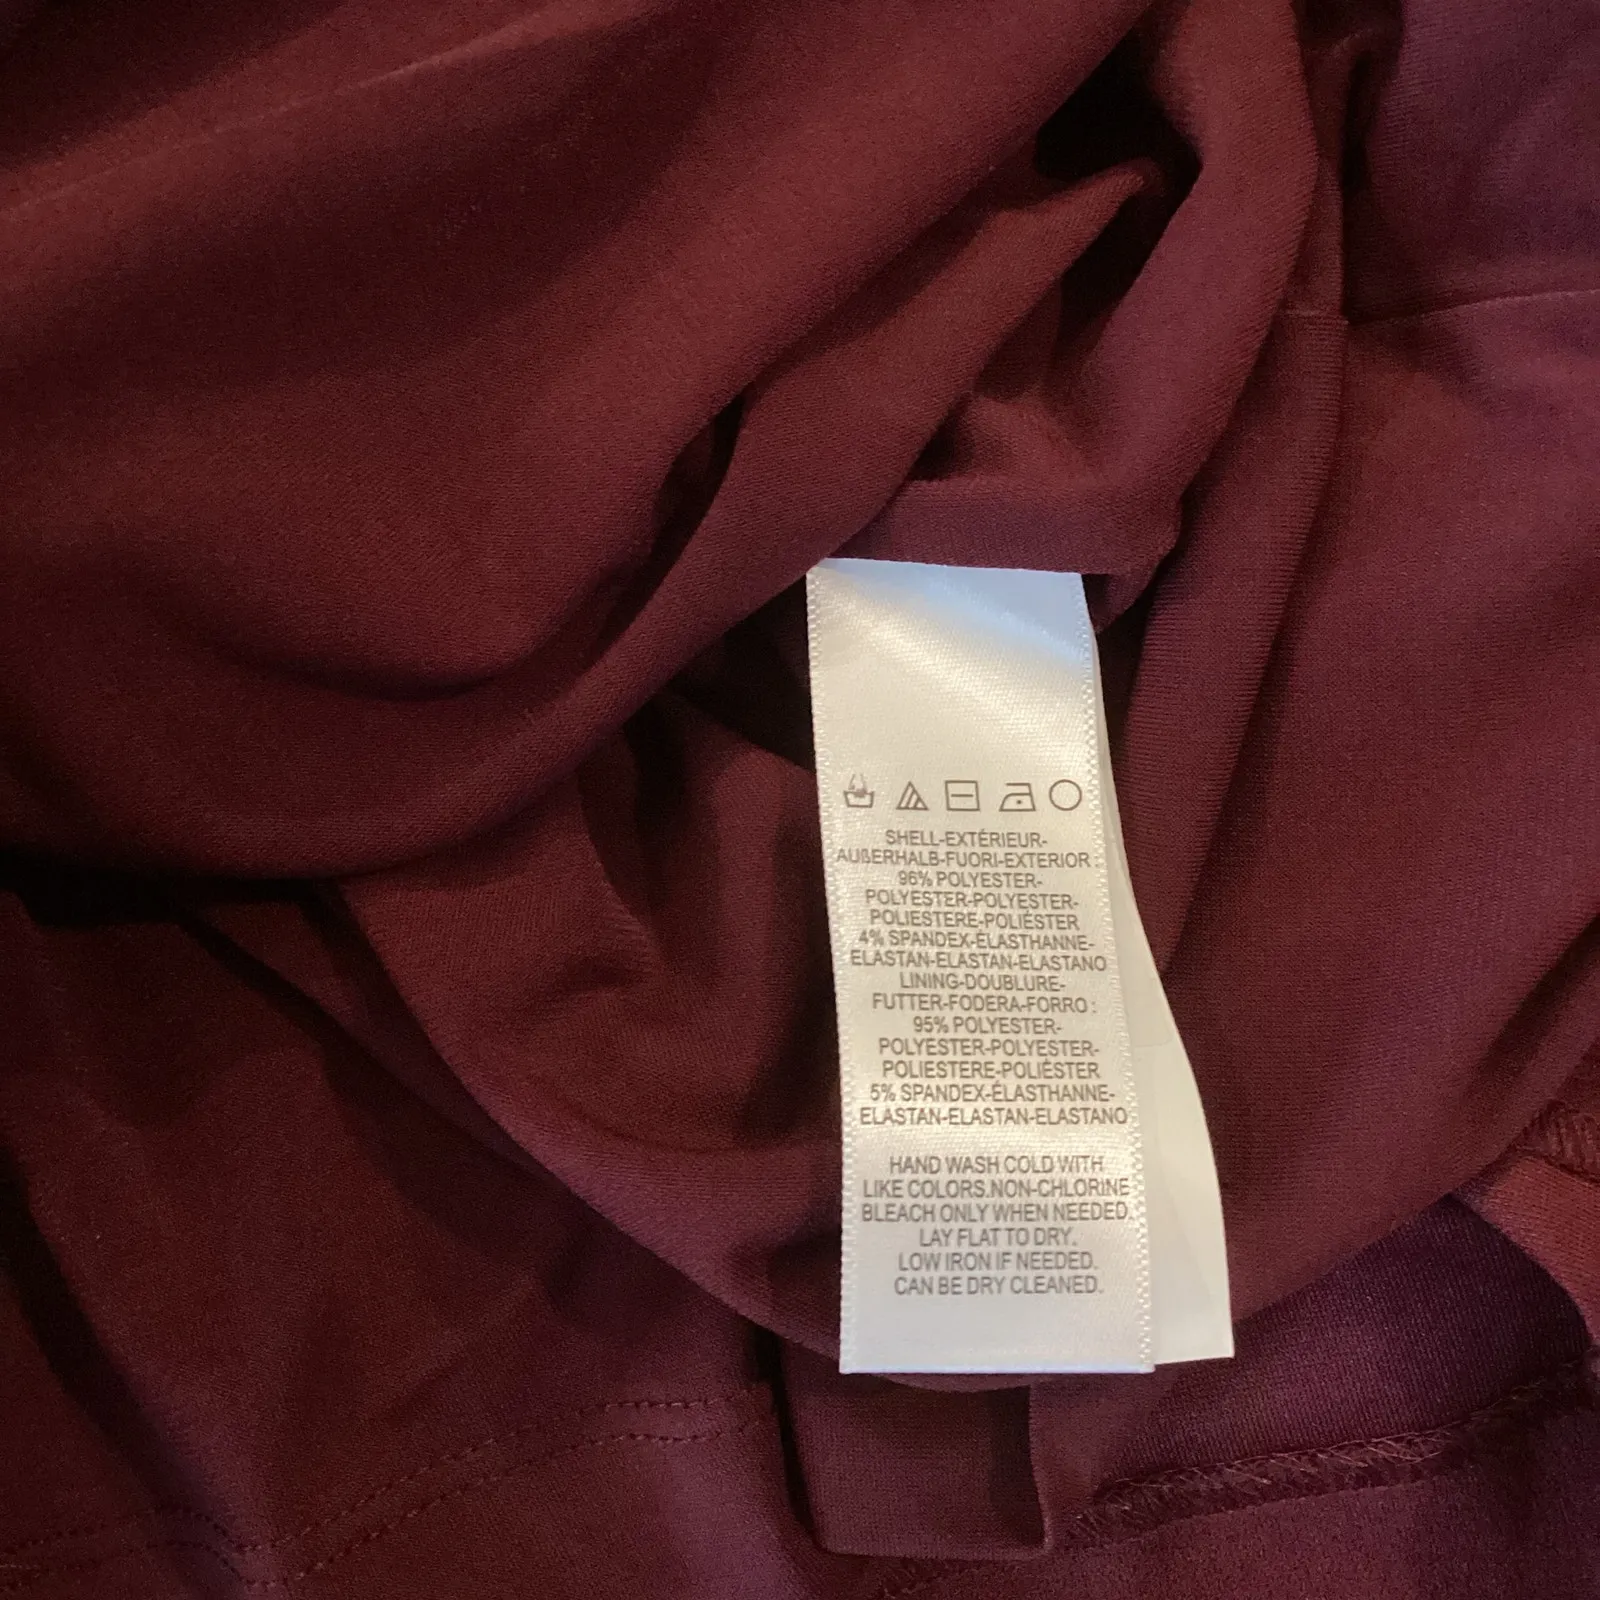 SHELL-EXTÉRIEUR-
AUßERHALB-FUORI-EXTERIOR :
96% POLYESTER-
POLYESTER-POLYESTER-
POLIESTERE-POLIÉSTER
4% SPANDEX-ÉLASTHANNE-
ELASTAN-ELASTAN-ELASTANO
LINING-DOUBLURE-
FUTTER-FODERA-FORRO :
95% POLYESTER-
POLYESTER-POLYESTER-
POLIESTERE-POLIÉSTER
5% SPANDEX-ÉLASTHANNE-
ELASTAN-ELASTAN-ELASTANO
HAND WASH COLD WITH
LIKE COLORS.NON-CHLORINE
BLEACH ONLY WHEN NEEDED.
LAY FLAT TO DRY.
LOW IRON IF NEEDED.
CAN BE DRY CLEANED.